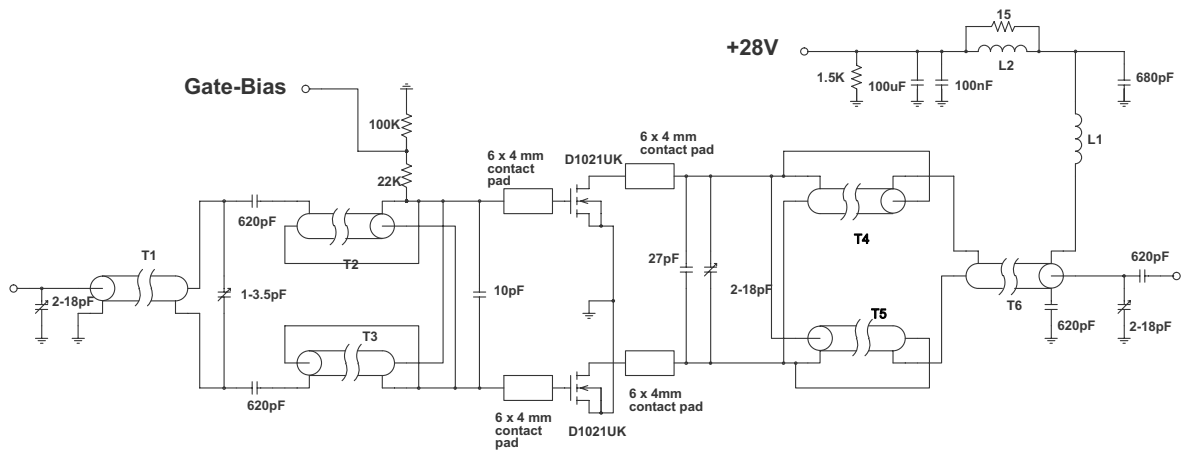 15
+28V
L2
1.5K
100uF
100nF
680pF
Gate-Bias
100K
L1
6 x 4 mm
contact pad
D1021UK
6 x 4 mm
contact
pad
22K
620pF
T2
T4
T1
27pF
620pF
2-18pF
1-3.5pF
10pF
2-18pF
T6
T5
620pF
2-18pF
T3
620pF
6 x 4 mm
contact
pad
6 x 4mm
contact pad
D1021UK